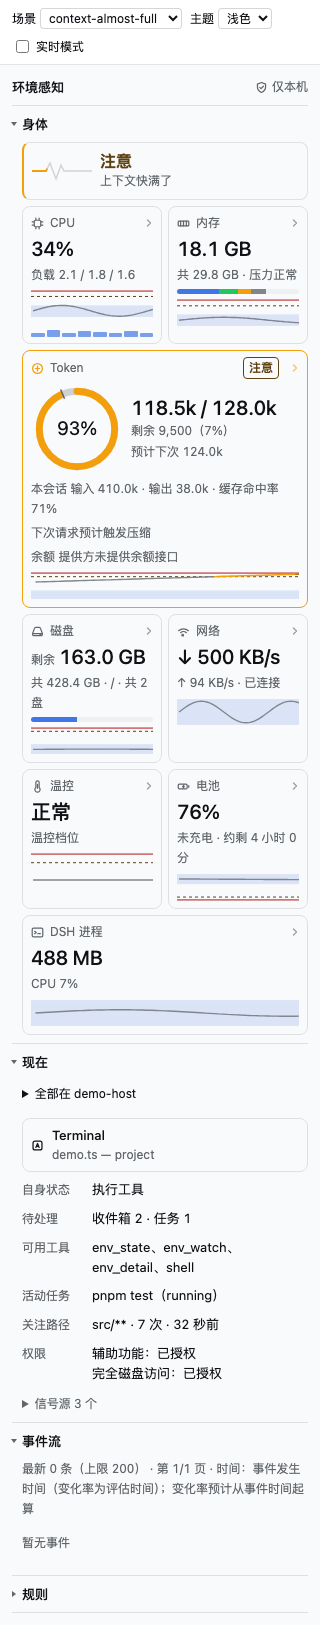 场景 context-almost-full 主题 浅色
实时模式
环境感知 仅本机
身体
注意
上下文快满了
CPU
34%
负载 2.1 / 1.8 / 1.6
内存
18.1 GB
共 29.8 GB · 压力正常
Token 注意
93%
118.5k / 128.0k
剩余 9,500（7%）
预计下次 124.0k
本会话 输入 410.0k · 输出 38.0k · 缓存命中率
71%
下次请求预计触发压缩
余额 提供方未提供余额接口
磁盘
剩余 163.0 GB
共 428.4 GB · / · 共 2
盘
网络
↓ 500 KB/s
↑ 94 KB/s · 已连接
温控
正常
温控档位
电池
76%
未充电 · 约剩 4 小时 0
分
DSH 进程
488 MB
CPU 7%
现在
全部在 demo-host
Terminal
demo.ts — project
自身状态 执行工具
待处理 收件箱 2 · 任务 1
可用工具 env_state、env_watch、
env_detail、shell
活动任务 pnpm test（running）
关注路径 src/** · 7 次 · 32 秒前
权限 辅助功能：已授权
完全磁盘访问：已授权
信号源 3 个
事件流
最新 0 条（上限 200） · 第 1/1 页 · 时间：事件发生
时间（变化率为评估时间）；变化率预计从事件时间起
算
暂无事件
规则